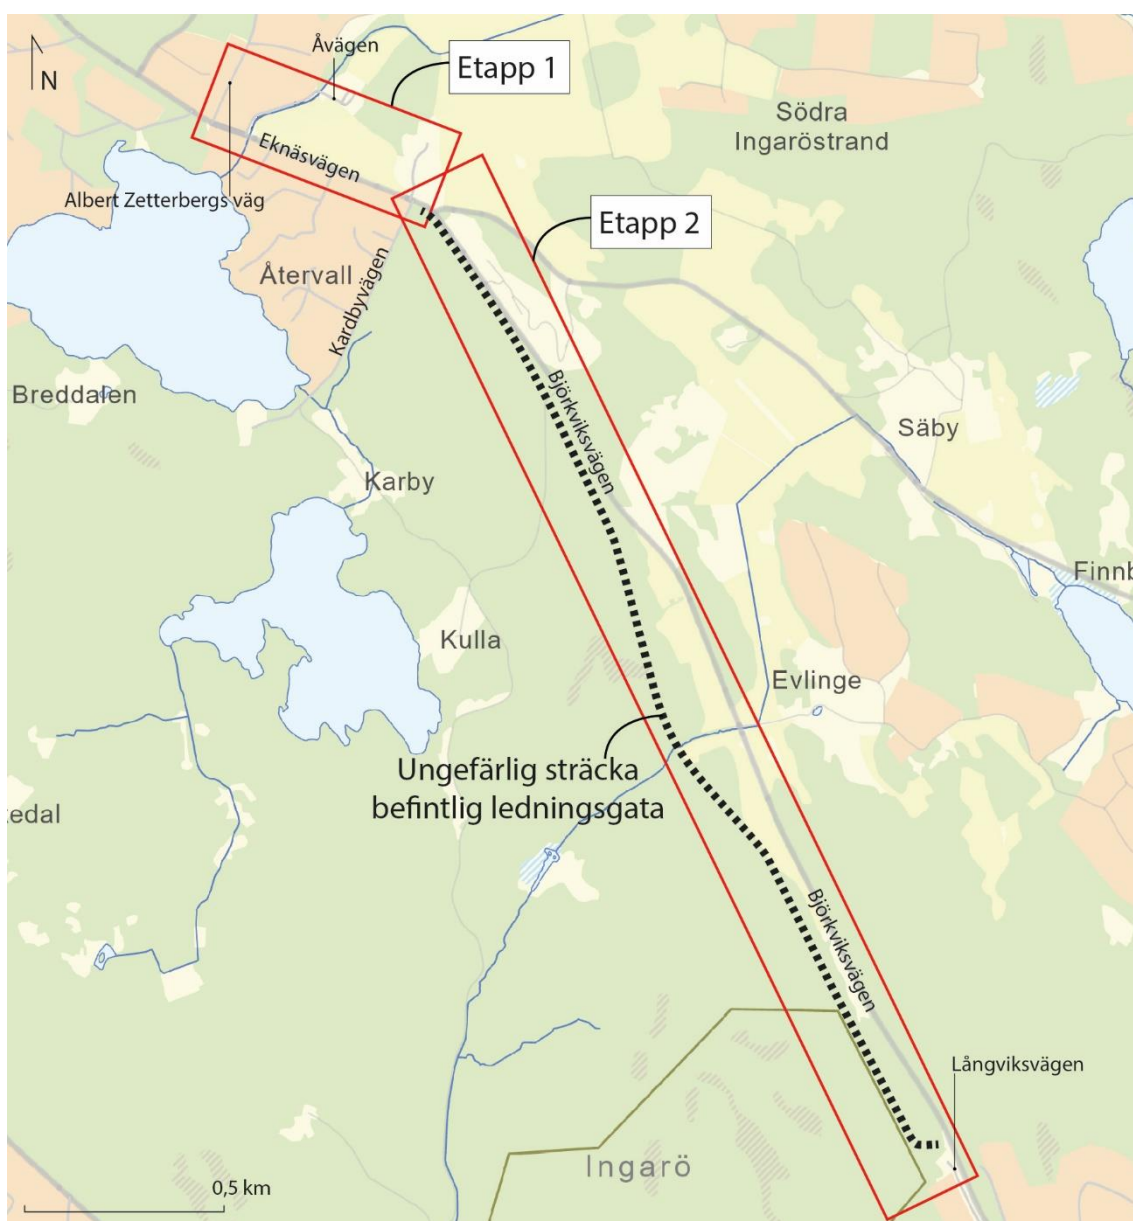 N
Åvägen
Etapp 1
Södra
Ingaröstrand
Eknäsvägen
Albert Zetterbergs väg
Etapp 2
Återvall
Kardbyvägen
Björkviksvägen
Breddalen
Säby
Karby
Finnb
Kulla
Evlinge
Ungefärlig sträcka
befintlig ledningsgata
edal
Björkviksvägen
Långviksvägen
Ingarö
0,5 km